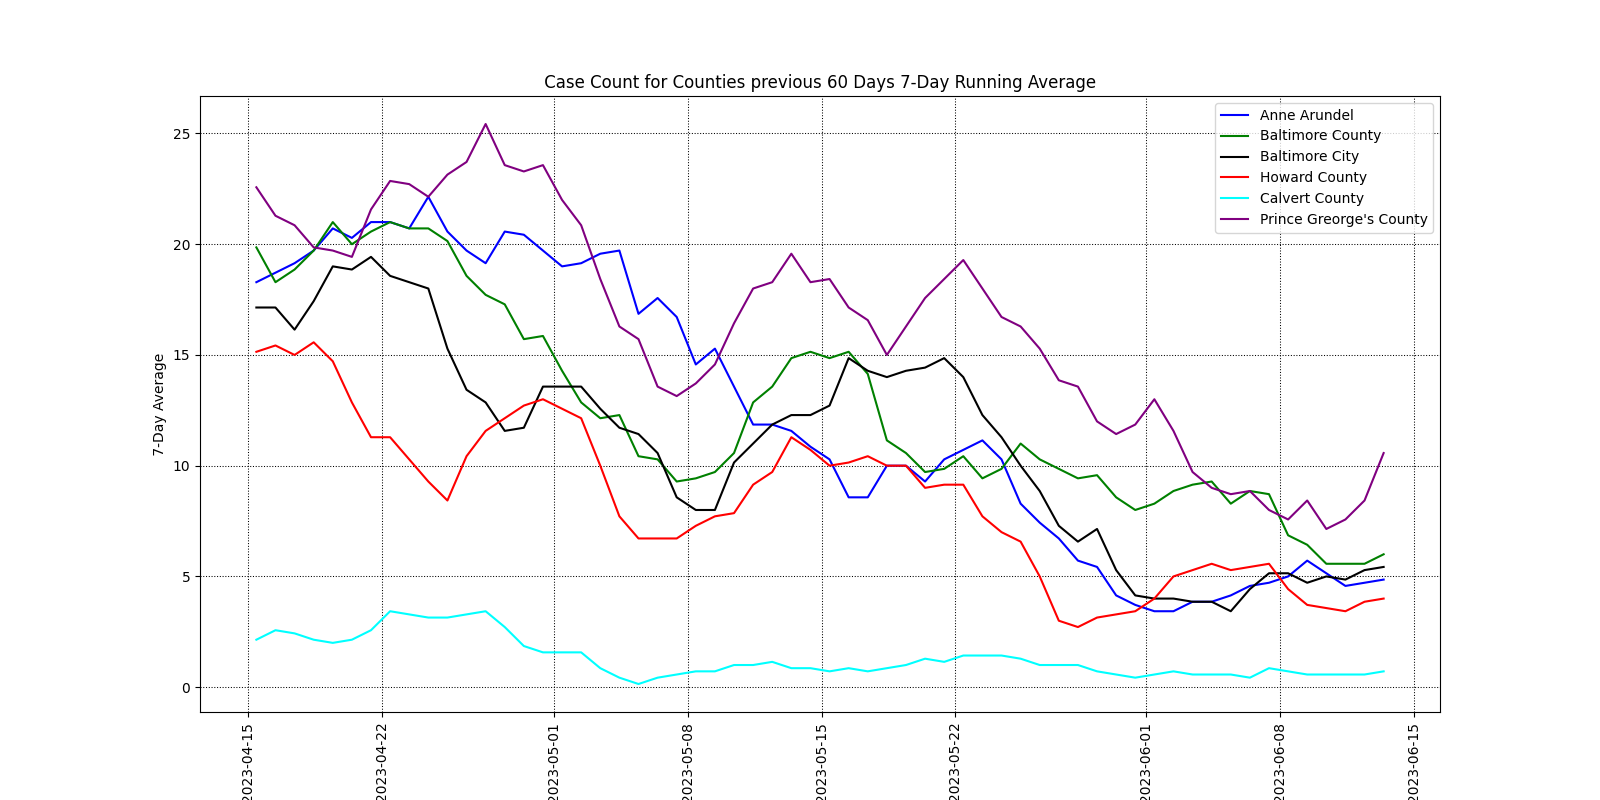 Case Count for Counties previous 60 Days 7-Day Running Average
Anne Arundel
Baltimore County
Baltimore City
Howard County
Calvert County
Prince Greorge's County
7-Day Average
25
20
15
10
5
0
2023-04-15
2023-04-22
2023-05-01
2023-05-08
2023-05-15
2023-05-22
2023-06-01
2023-06-08
2023-06-15